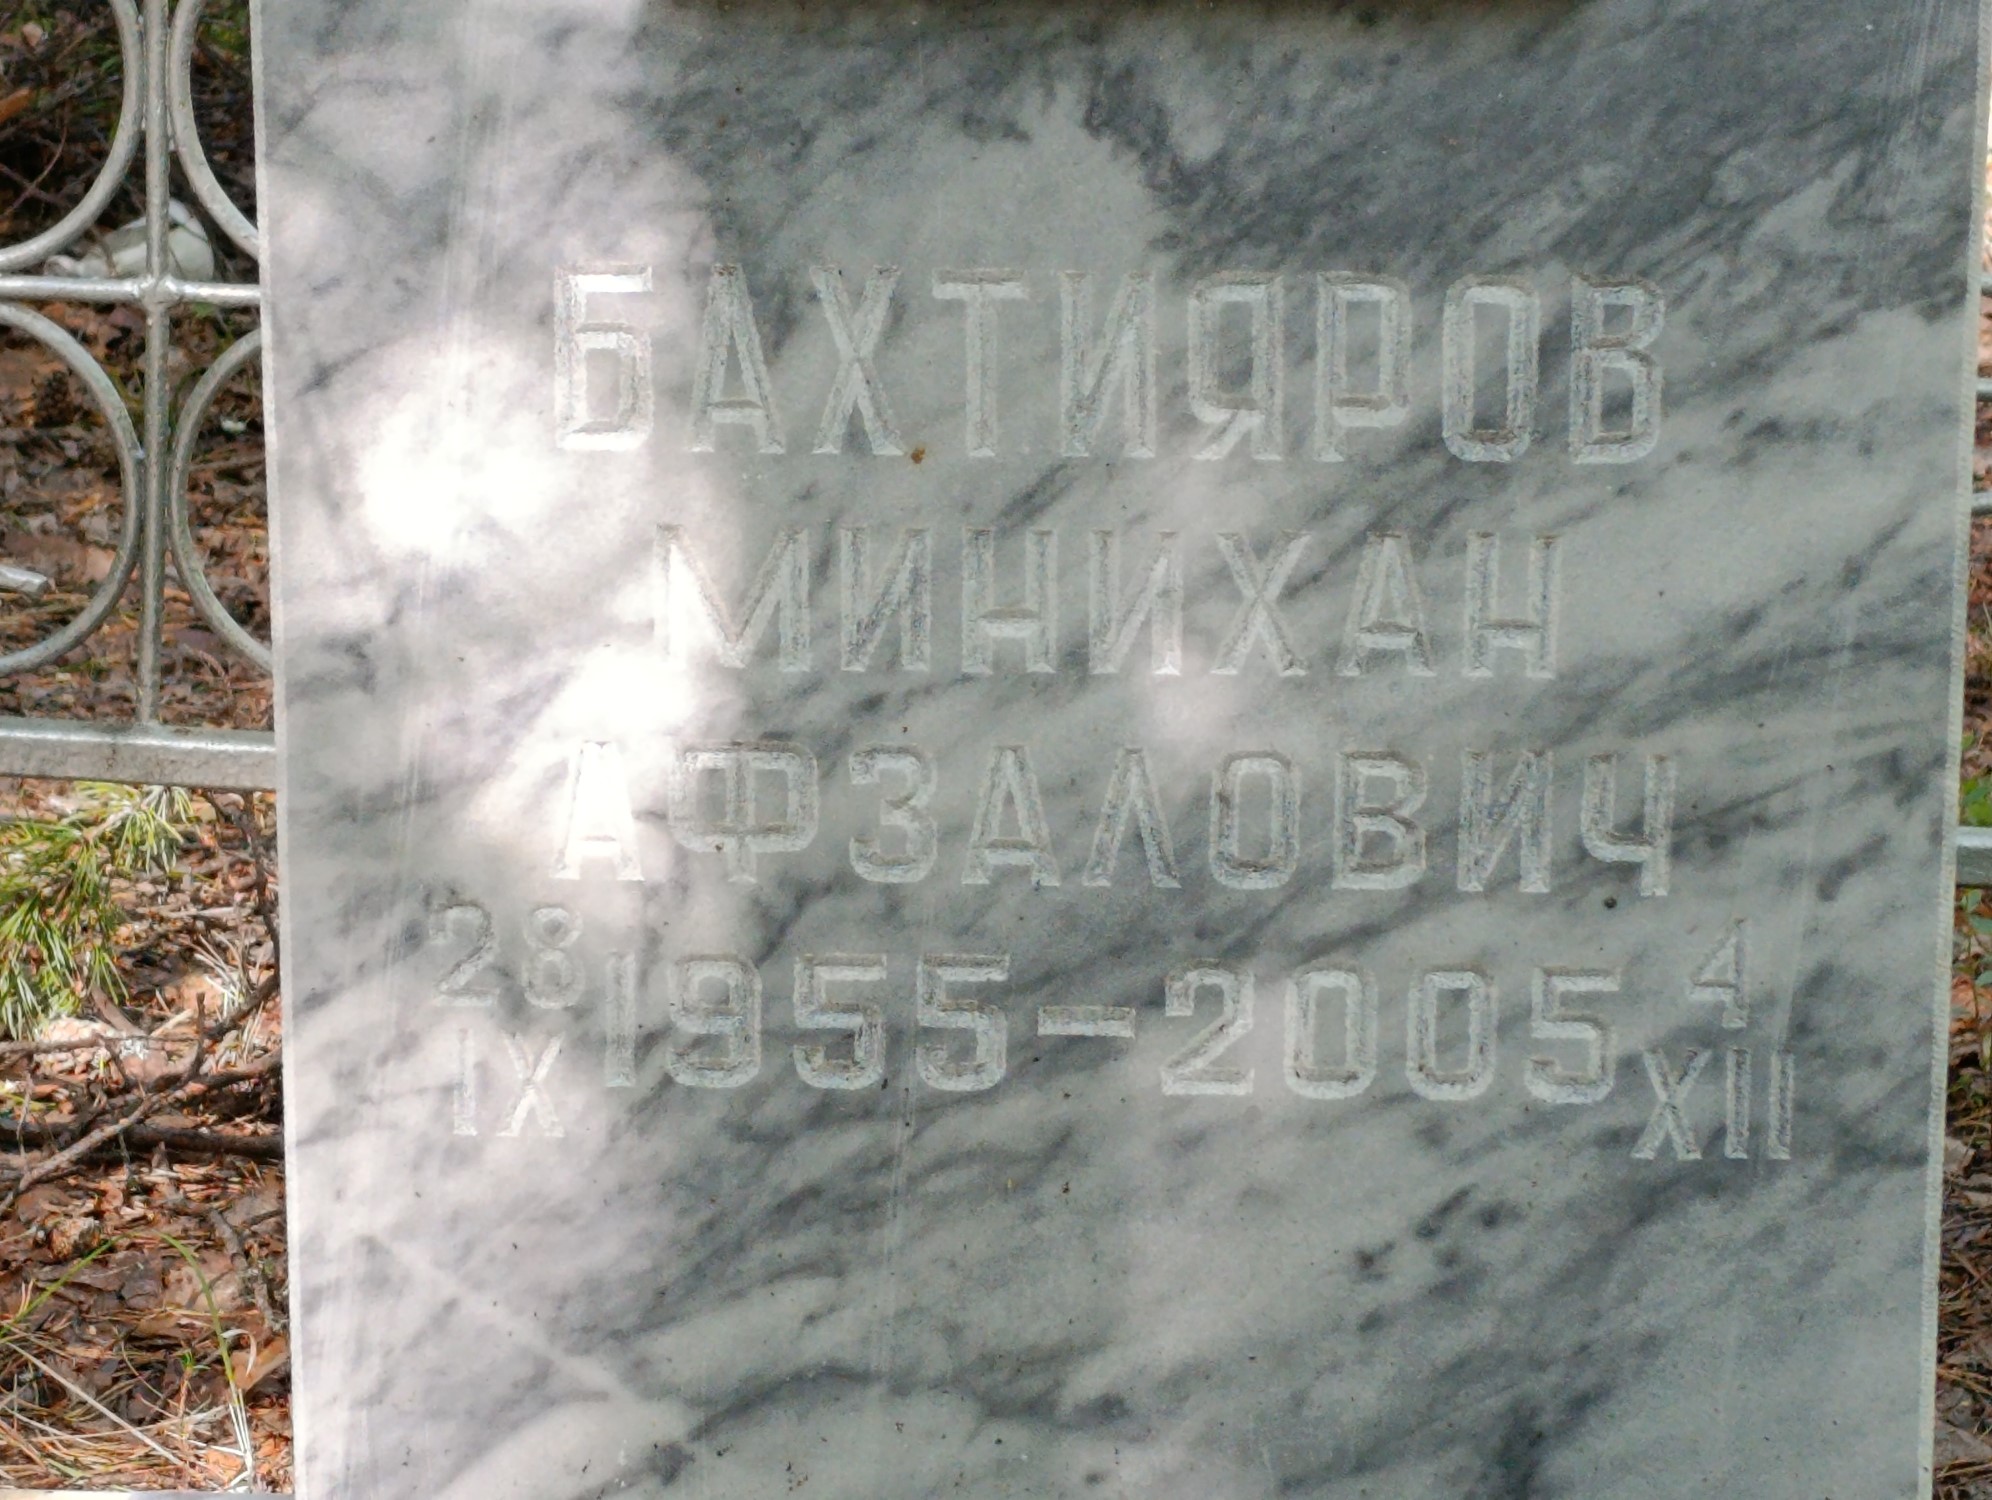 БАХТИЯРОВ
МИНИХАН
АФЗАЛОВИЧ
28 IX 1955-2005 4 XII